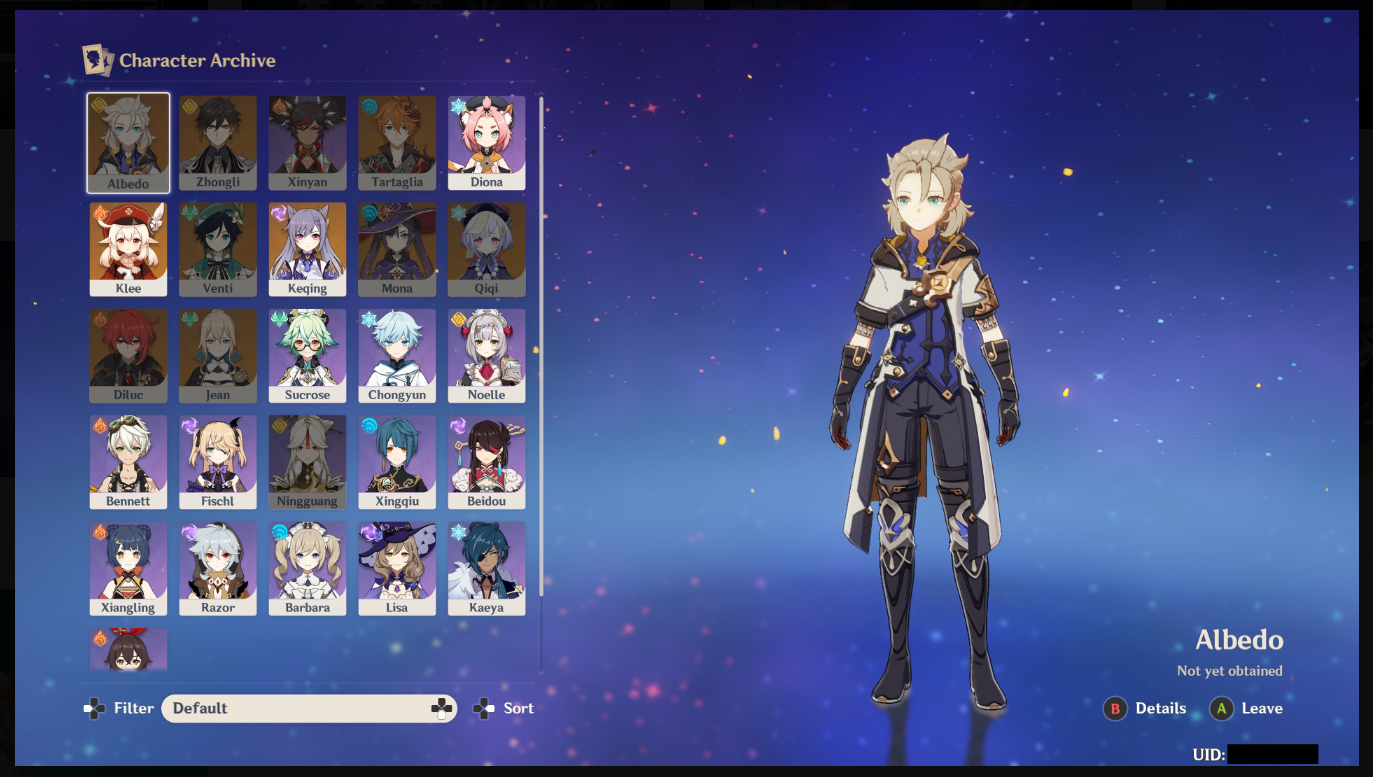 Character Archive
Albedo
Zhongli
Xinyan
Tartaglia
Diona
Klee
Venti
Keqing
Mona
Qiqi
Diluc
Jean
Sucrose
Chongyun
Noelle
Bennett
Fischl
Ningguang
Xingqiu
Beidou
Xiangling
Razor
Barbara
Lisa
Kaeya
Filter
Default
Sort
Albedo
Not yet obtained
B Details A Leave
UID: